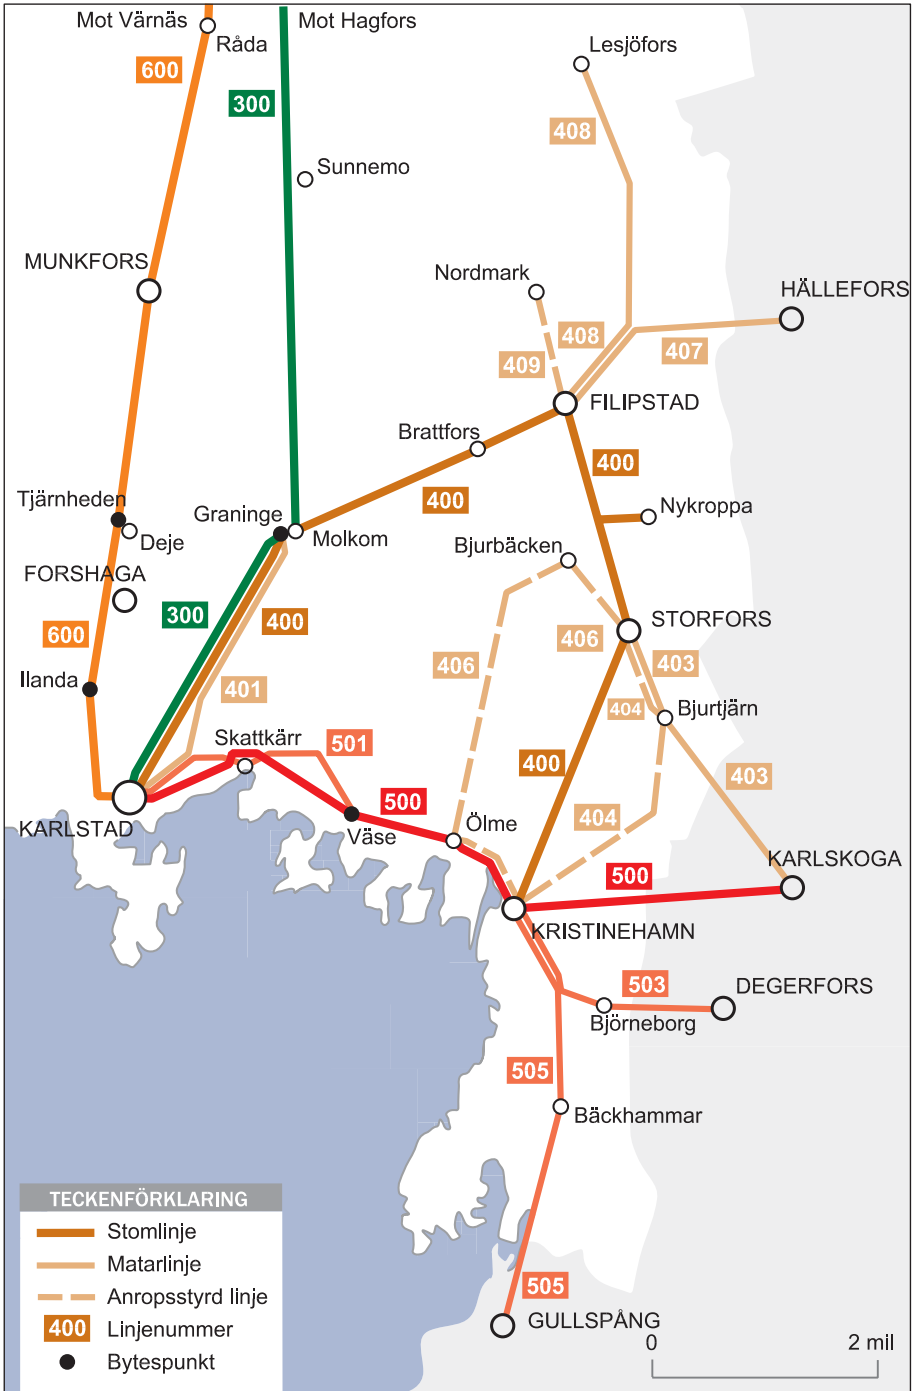 Mot Värnäs
Mot Hagfors
Råda
Lesjöfors
600
300
408
Sunnemo
MUNKFORS
Nordmark
HÄLLEFORS
408
407
409
FILIPSTAD
Brattfors
400
400
Tjärnheden
Graninge
Nykroppa
Deje
Molkom
Bjurbäcken
FORSHAGA
300
400
STORFORS
600
406
406
403
Ilanda
401
404
Bjurtjärn
Skattkärr
501
400
403
500
KARLSTAD
Väse
Ölme
404
KARLSKOGA
500
KRISTINEHAMN
503
DEGERFORS
Björneborg
505
Bäckhammar
TECKENFÖRKLARING
Stomlinje
Matarlinje
Anropsstyrd linje
400 Linjenummer
Bytespunkt
505
GULLSPÅNG
0 2 mil